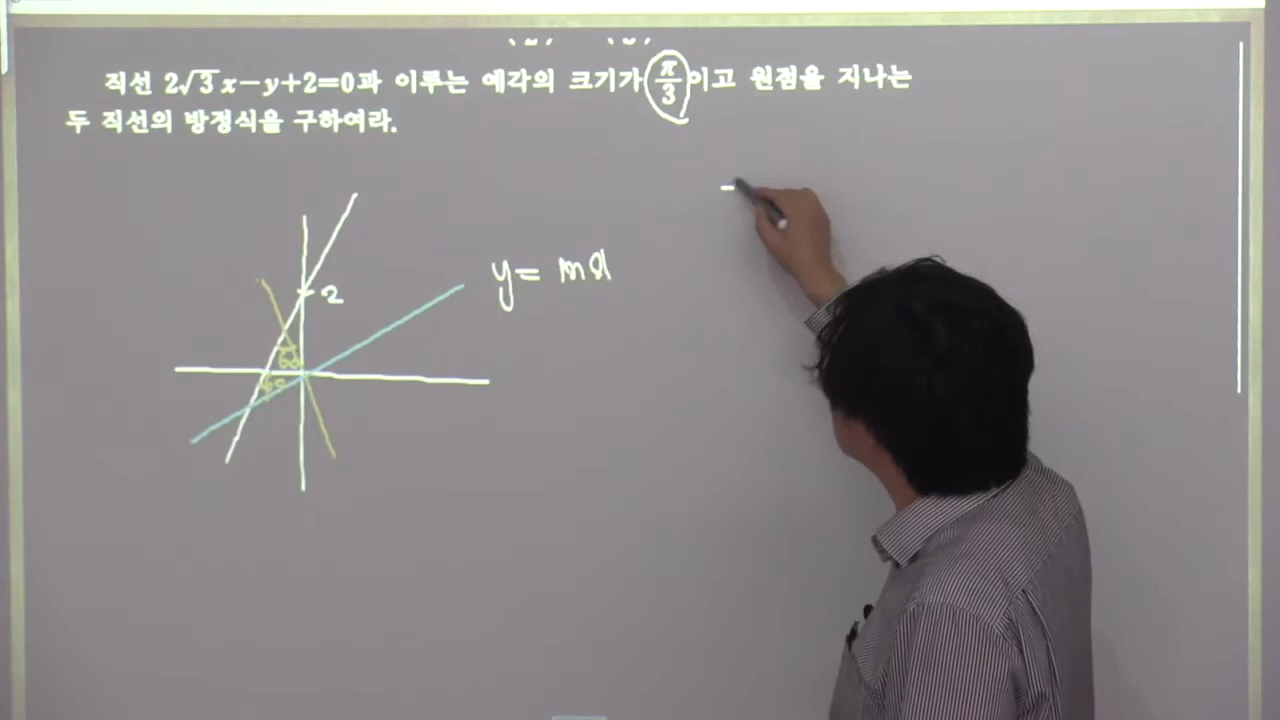 직선 2√3x-y+2=0과 이루는 예각의 크기가 π/3이고 원점을 지나는
두 직선의 방정식을 구하여라.
y= mx
2
60
60